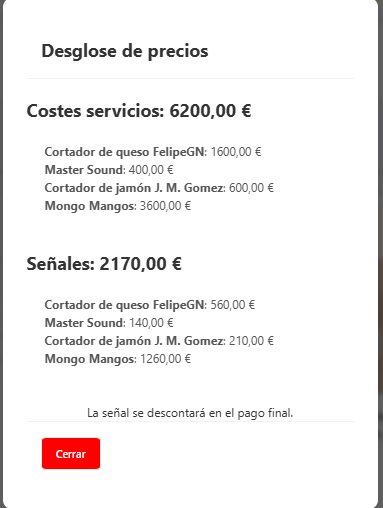 Desglose de precios
Costes servicios: 6200,00 €
Cortador de queso FelipeGN: 1600,00 €
Master Sound: 400,00 €
Cortador de jamón J. M. Gomez: 600,00 €
Mongo Mangos: 3600,00 €
Señales: 2170,00 €
Cortador de queso FelipeGN: 560,00 €
Master Sound: 140,00 €
Cortador de jamón J. M. Gomez: 210,00 €
Mongo Mangos: 1260,00 €
La señal se descontará en el pago final.
Cerrar